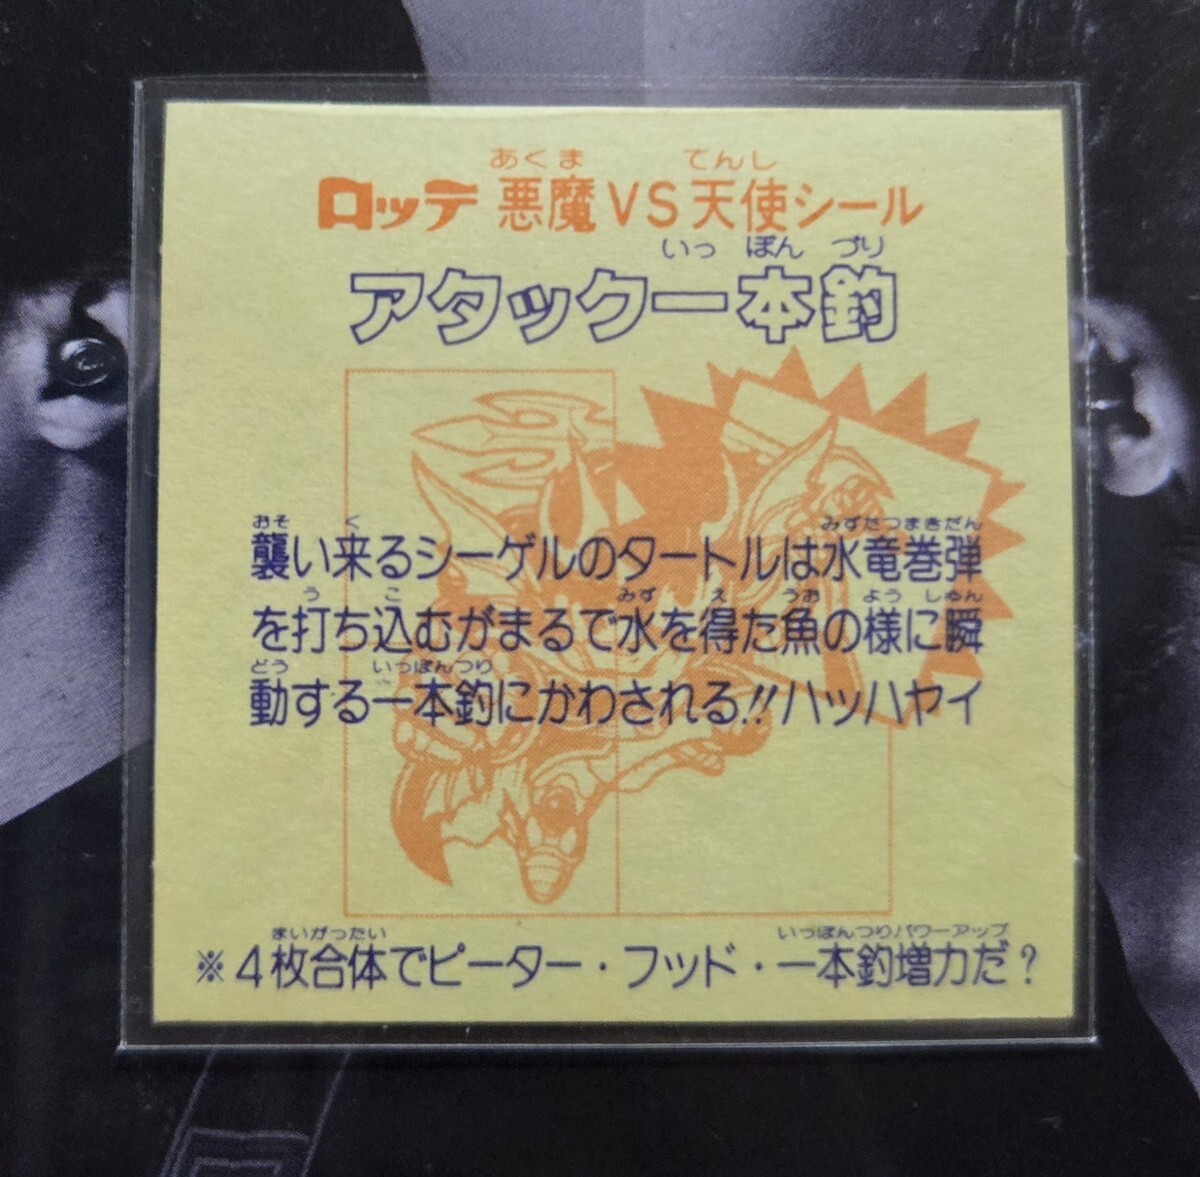 あくま てんし
ロッテ 悪魔VS天使シール
いっ ぽん づり
アタック一本釣
おそ く みずたつまきだん
襲い来るシーゲルのタートルは水竜巻弾
う こ みず え うお よう しゅん
を打ち込むがまるで水を得た魚の様に瞬
どう いっぽんつり
動する一本釣にかわされる!!ハッハヤイ
まいがったい いっぽんつりパワーアップ
※4枚合体でピーター・フッド・一本釣増力だ?